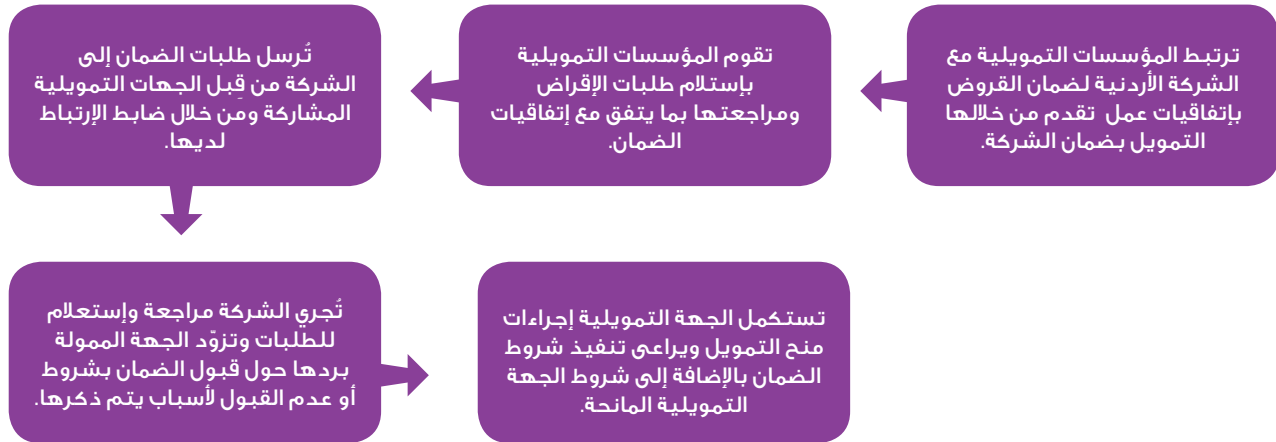 ترتبط المؤسسات التمويلية مع
الشركة الأردنية لضمان القروض
بإتفاقيات عمل تقدم من خلالها
التمويل بضمان الشركة.
تقوم المؤسسات التمويلية
بإستلام طلبات الإقراض
ومراجعتها بما يتفق مع إتفاقيات
الضمان.
تُرسل طلبات الضمان إلى
الشركة من قِبل الجهات التمويلية
المشاركة ومن خلال ضابط الإرتباط
لديها.
تُجري الشركة مراجعة وإستعلام
للطلبات وتزوّد الجهة الممولة
بردها حول قبول الضمان بشروط
أو عدم القبول لأسباب يتم ذكرها.
تستكمل الجهة التمويلية إجراءات
منح التمويل ويراعى تنفيذ شروط
الضمان بالإضافة إلى شروط الجهة
التمويلية المانحة.